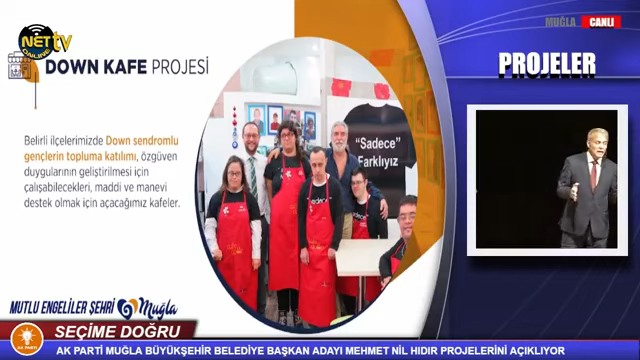 NET tv
ONLINE
DOWN KAFE PROJESİ
Belirli ilçelerimizde Down sendromlu
gençlerin topluma katılımı, özgüven
duygularının geliştirilmesi için
çalışabilecekleri, maddi ve manevi
destek olmak için açacağımız kafeler.
"Sadece"
Farklıyız
MUTLU ENGELİLER ŞEHRİ Muğla
MUĞLA CANLI
PROJELER
SEÇİME DOĞRU
AK PARTİ
AK PARTİ MUĞLA BÜYÜKŞEHİR BELEDİYE BAŞKAN ADAYI MEHMET NİL HIDIR PROJELERİNİ AÇIKLIYOR